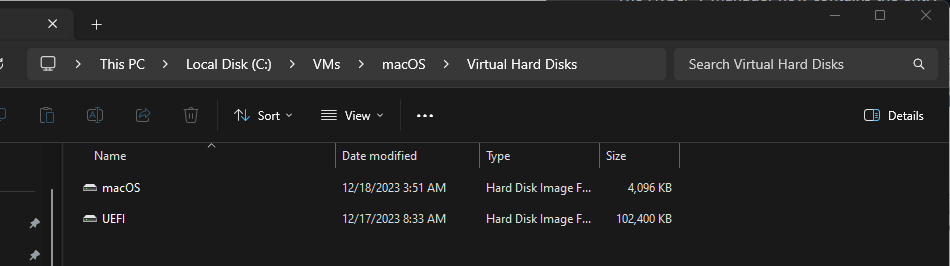 This PC > Local Disk (C:) > VMs > macOS > Virtual Hard Disks
Search Virtual Hard Disks
Sort
View
Details
Name Date modified Type Size
macOS 12/18/2023 3:51 AM Hard Disk Image F... 4,096 KB
UEFI 12/17/2023 8:33 AM Hard Disk Image F... 102,400 KB